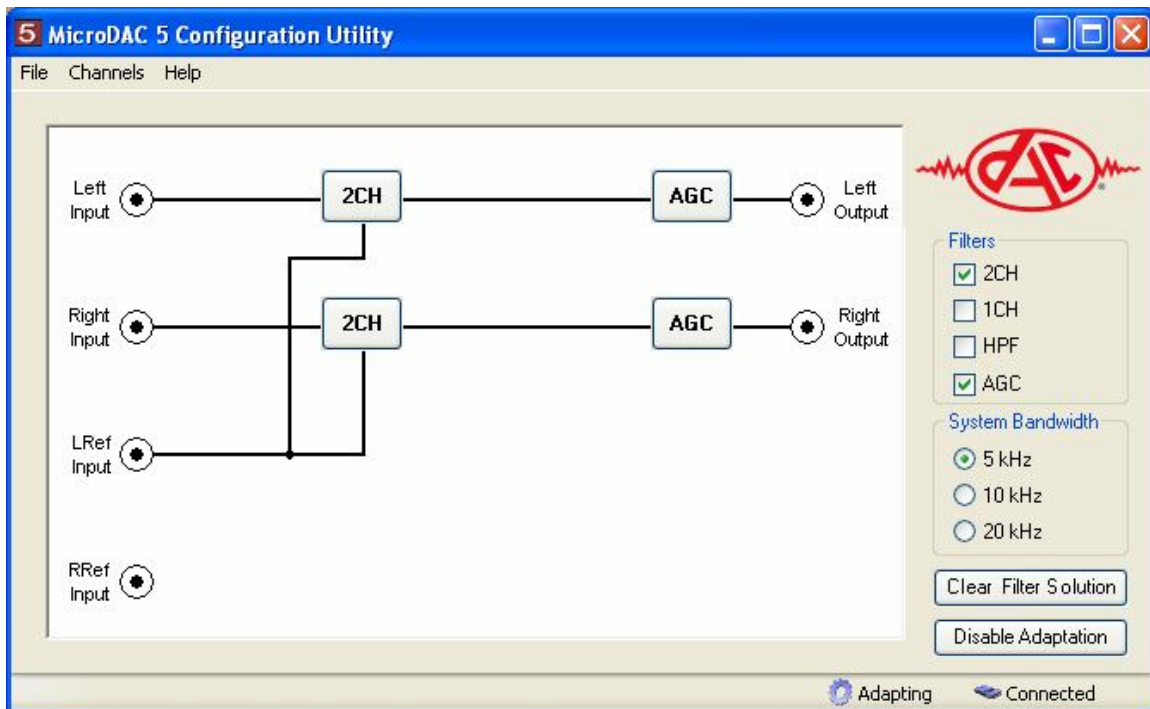 5 MicroDAC 5 Configuration Utility
File Channels Help
Left
Input
2CH
AGC
Left
Output
Right
Input
2CH
AGC
Right
Output
LRef
Input
RRef
Input
DAC
®
Filters
2CH
1CH
HPF
AGC
System Bandwidth
5 kHz
10 kHz
20 kHz
Clear Filter Solution
Disable Adaptation
Adapting
Connected